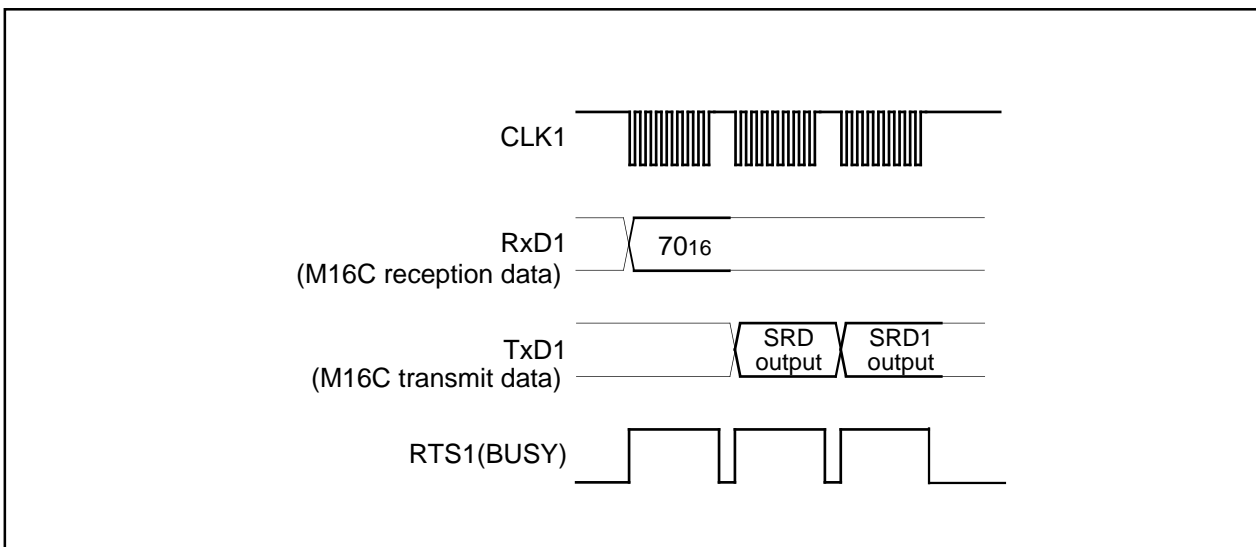 CLK1
RxD1
(M16C reception data)
7016
TxD1
(M16C transmit data)
SRD
output
SRD1
output
RTS1(BUSY)